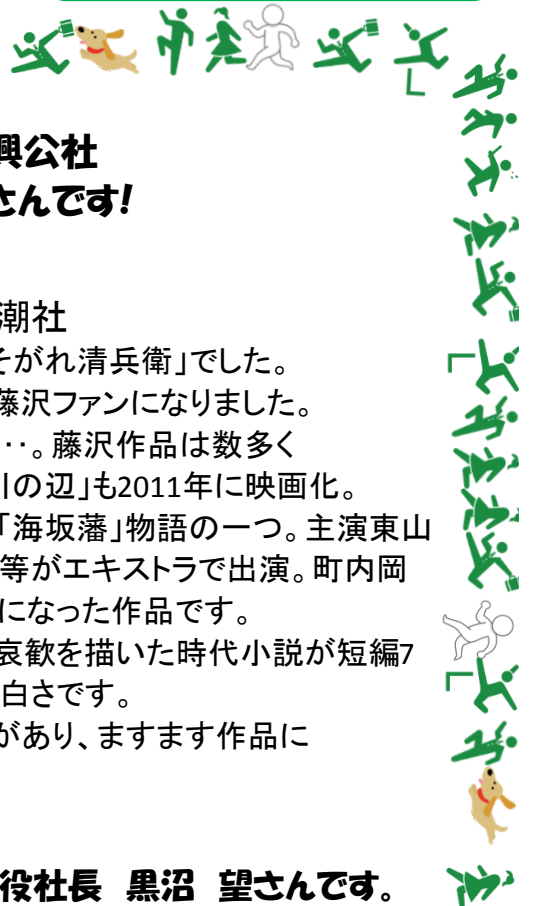 興公社
さんです!
潮社
そがれ清兵衛」でした。
藤沢ファンになりました。
‥。藤沢作品は数多く
川の辺」も2011年に映画化。
「海坂藩」物語の一つ。主演東山
等がエキストラで出演。町内岡
になった作品です。
哀歓を描いた時代小説が短編7
白さです。
があり、ますます作品に
役社長 黒沼 望さんです。